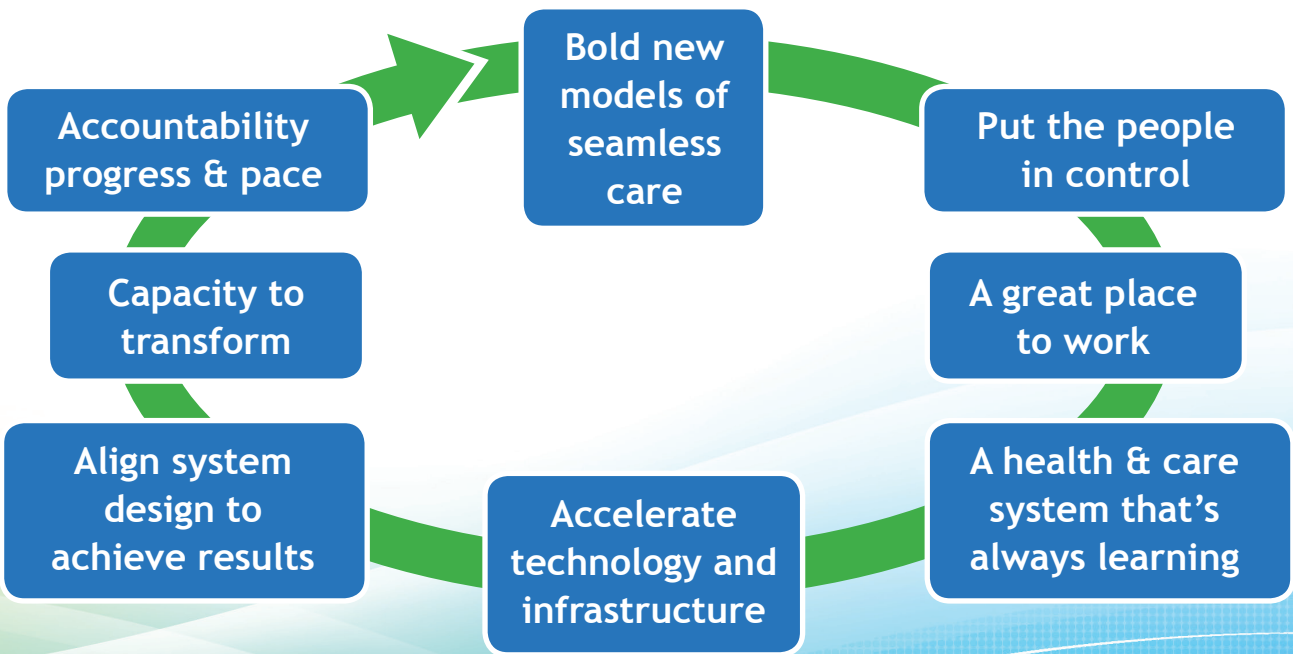 Bold new
models of
seamless
care
Put the people
in control
A great place
to work
A health & care
system that’s
always learning
Accelerate
technology and
infrastructure
Align system
design to
achieve results
Capacity to
transform
Accountability
progress & pace